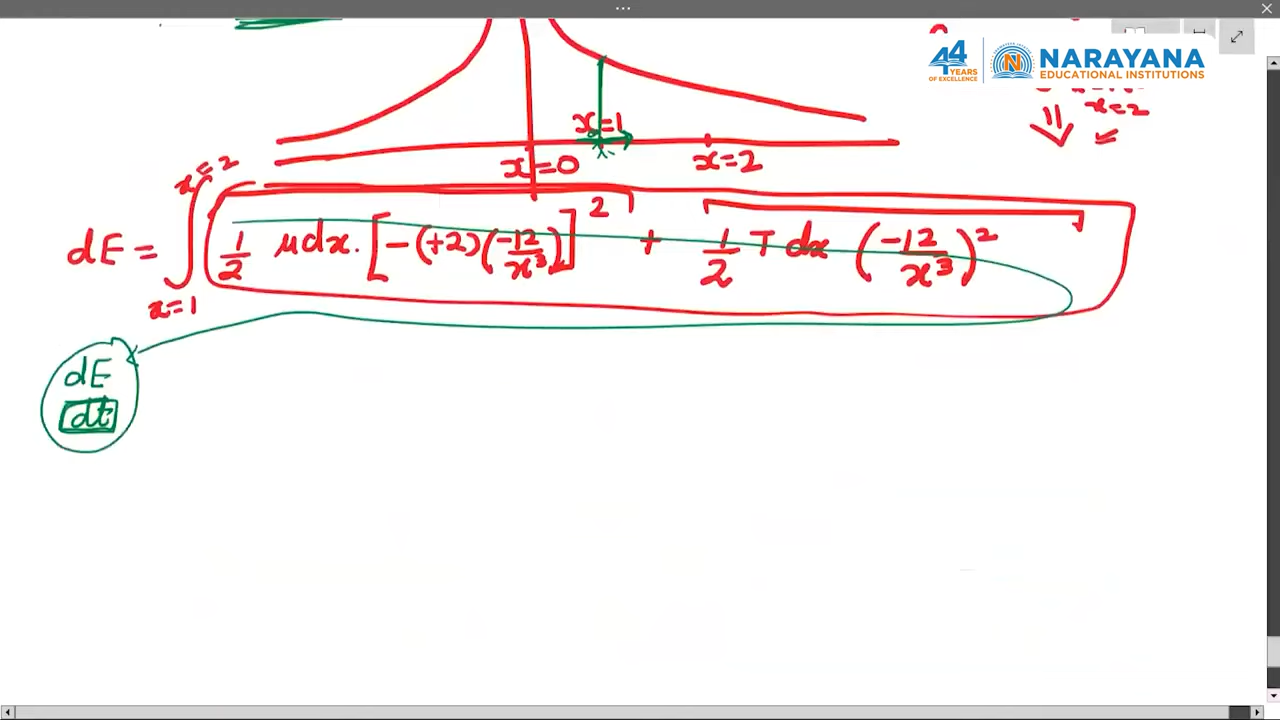 44
YEARS
OF EXCELLENCE
N
NARAYANA
EDUCATIONAL INSTITUTIONS
x=2
x=1
x=0
x=2
x=2
dE = ∫ 1/2 μdx. [-(+2)(-12/x³)]² + 1/2 T dx (-12/x³)²
x=1
dE
dt